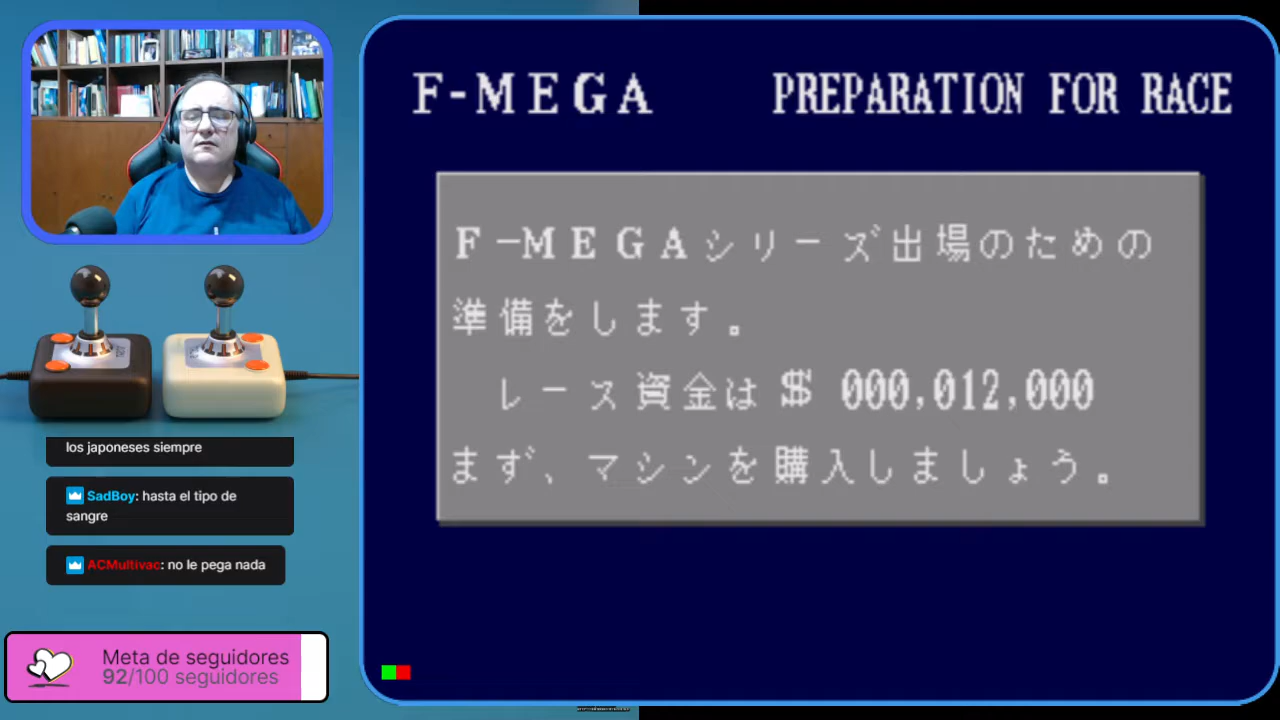 F-MEGA PREPARATION FOR RACE
F-MEGAシリーズ出場のための
準備をします。
レース資金は $ 000,012,000
まず、マシンを購入しましょう。
los japoneses siempre
SadBoy: hasta el tipo de
sangre
ACMultivac: no le pega nada
Meta de seguidores
92/100 seguidores